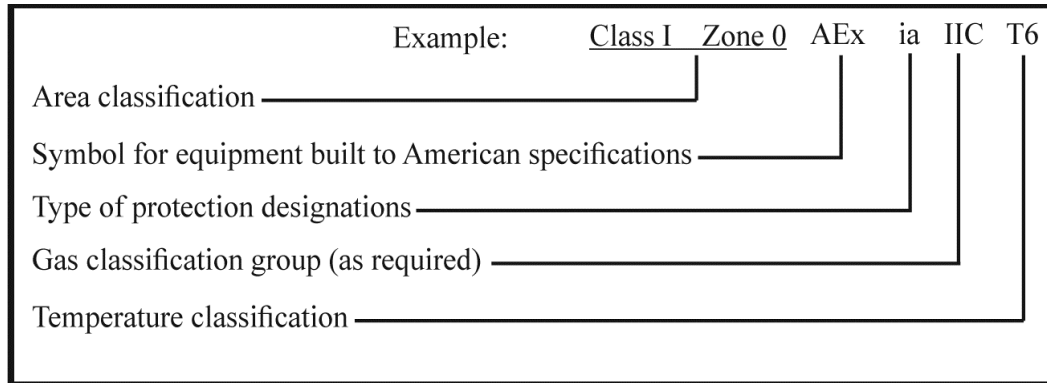 Example: Class I Zone 0 AEx ia IIC T6
Area classification
Symbol for equipment built to American specifications
Type of protection designations
Gas classification group (as required)
Temperature classification